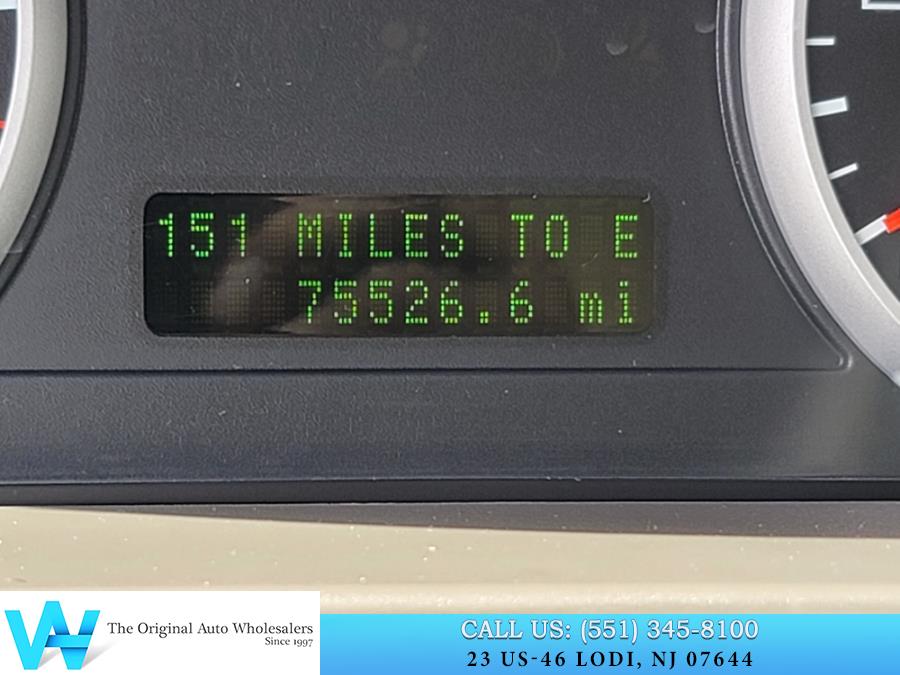 151 MILES TO E
75526.6 mi
The Original Auto Wholesalers
Since 1997
CALL US: (551) 345-8100
23 US-46 LODI, NJ 07644